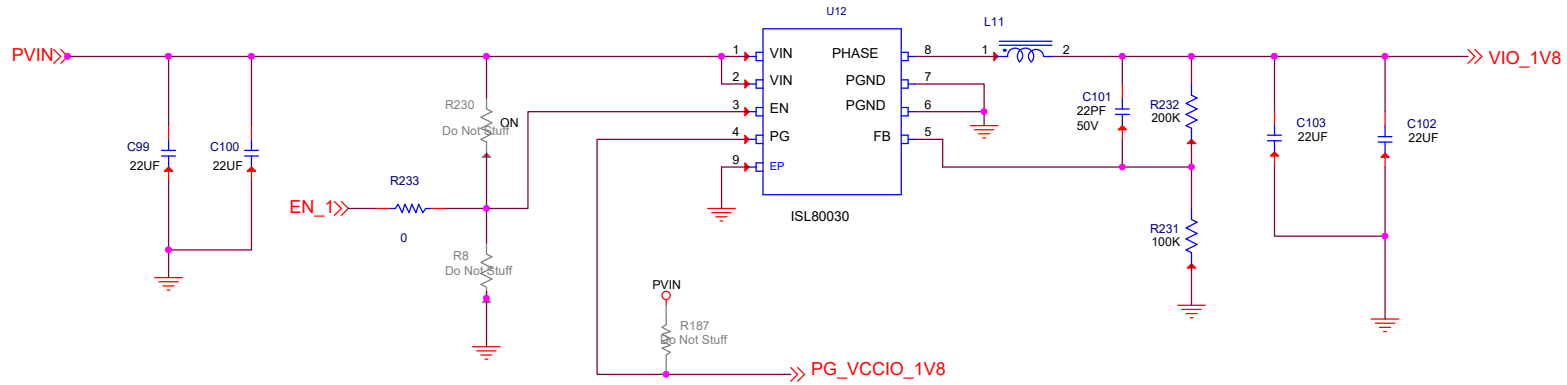 U12
L11
PVIN
1 VIN PHASE 8 1 2
VIO_1V8
2 VIN PGND 7
R230
Do Not Stuff
ON
3 EN PGND 6
C101
22PF
50V
R232
200K
4 PG FB 5
C99
22UF
C100
22UF
C103
22UF
C102
22UF
9 EP
R233
EN_1
0
ISL80030
R231
100K
R8
Do Not Stuff
PVIN
R187
Do Not Stuff
PG_VCCIO_1V8